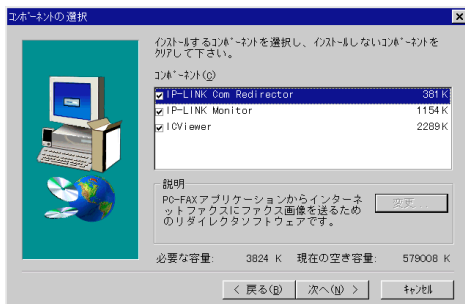 ｺﾝﾎﾟｰﾈﾝﾄの選択
ｲﾝｽﾄｰﾙするｺﾝﾎﾟｰﾈﾝﾄを選択し、ｲﾝｽﾄｰﾙしないｺﾝﾎﾟｰﾈﾝﾄを
ｸﾘｱして下さい。
ｺﾝﾎﾟｰﾈﾝﾄ(C)
IP-LINK Com Redirector 381 K
IP-LINK Monitor 1154 K
ICViewer 2289 K
説明
PC-FAXアプリケーションからインターネ
ットファクスにファクス画像を送るため
のリダイレクタソフトウェアです。
変更...
必要な容量: 3824 K 現在の空き容量: 579008 K
< 戻る(B) 次へ(N) > ｷｬﾝｾﾙ